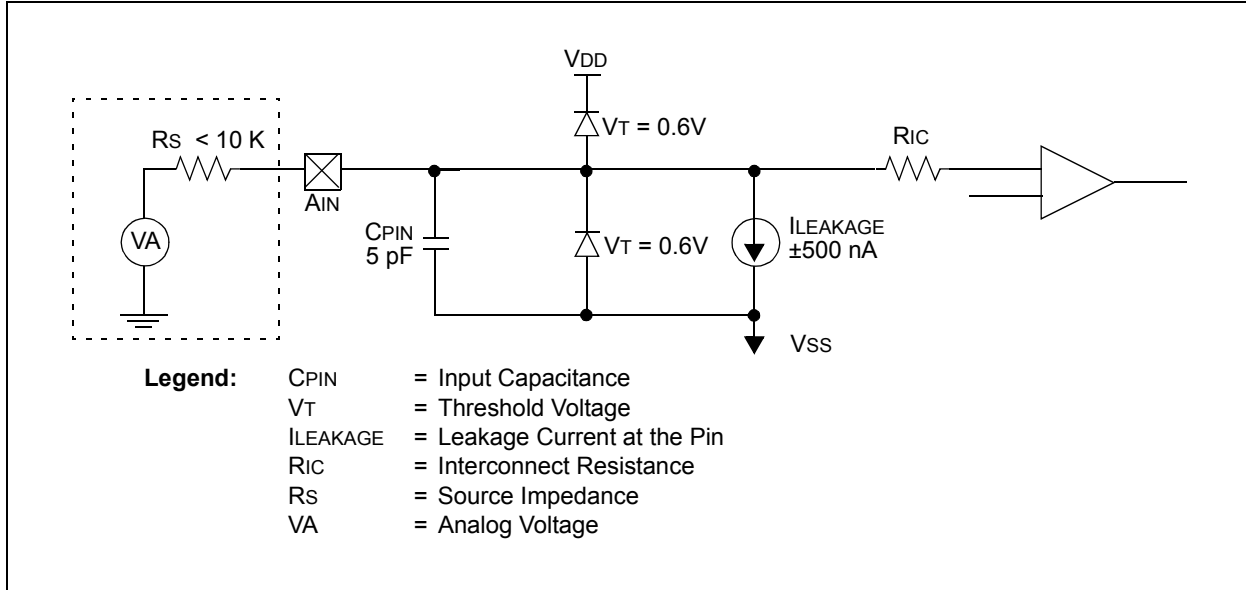 VDD
VT = 0.6V
RS < 10 K
RIC
AIN
CPIN
5 pF
VA
VT = 0.6V
ILEAKAGE
±500 nA
VSS
Legend: CPIN = Input Capacitance
VT = Threshold Voltage
ILEAKAGE = Leakage Current at the Pin
RIC = Interconnect Resistance
RS = Source Impedance
VA = Analog Voltage